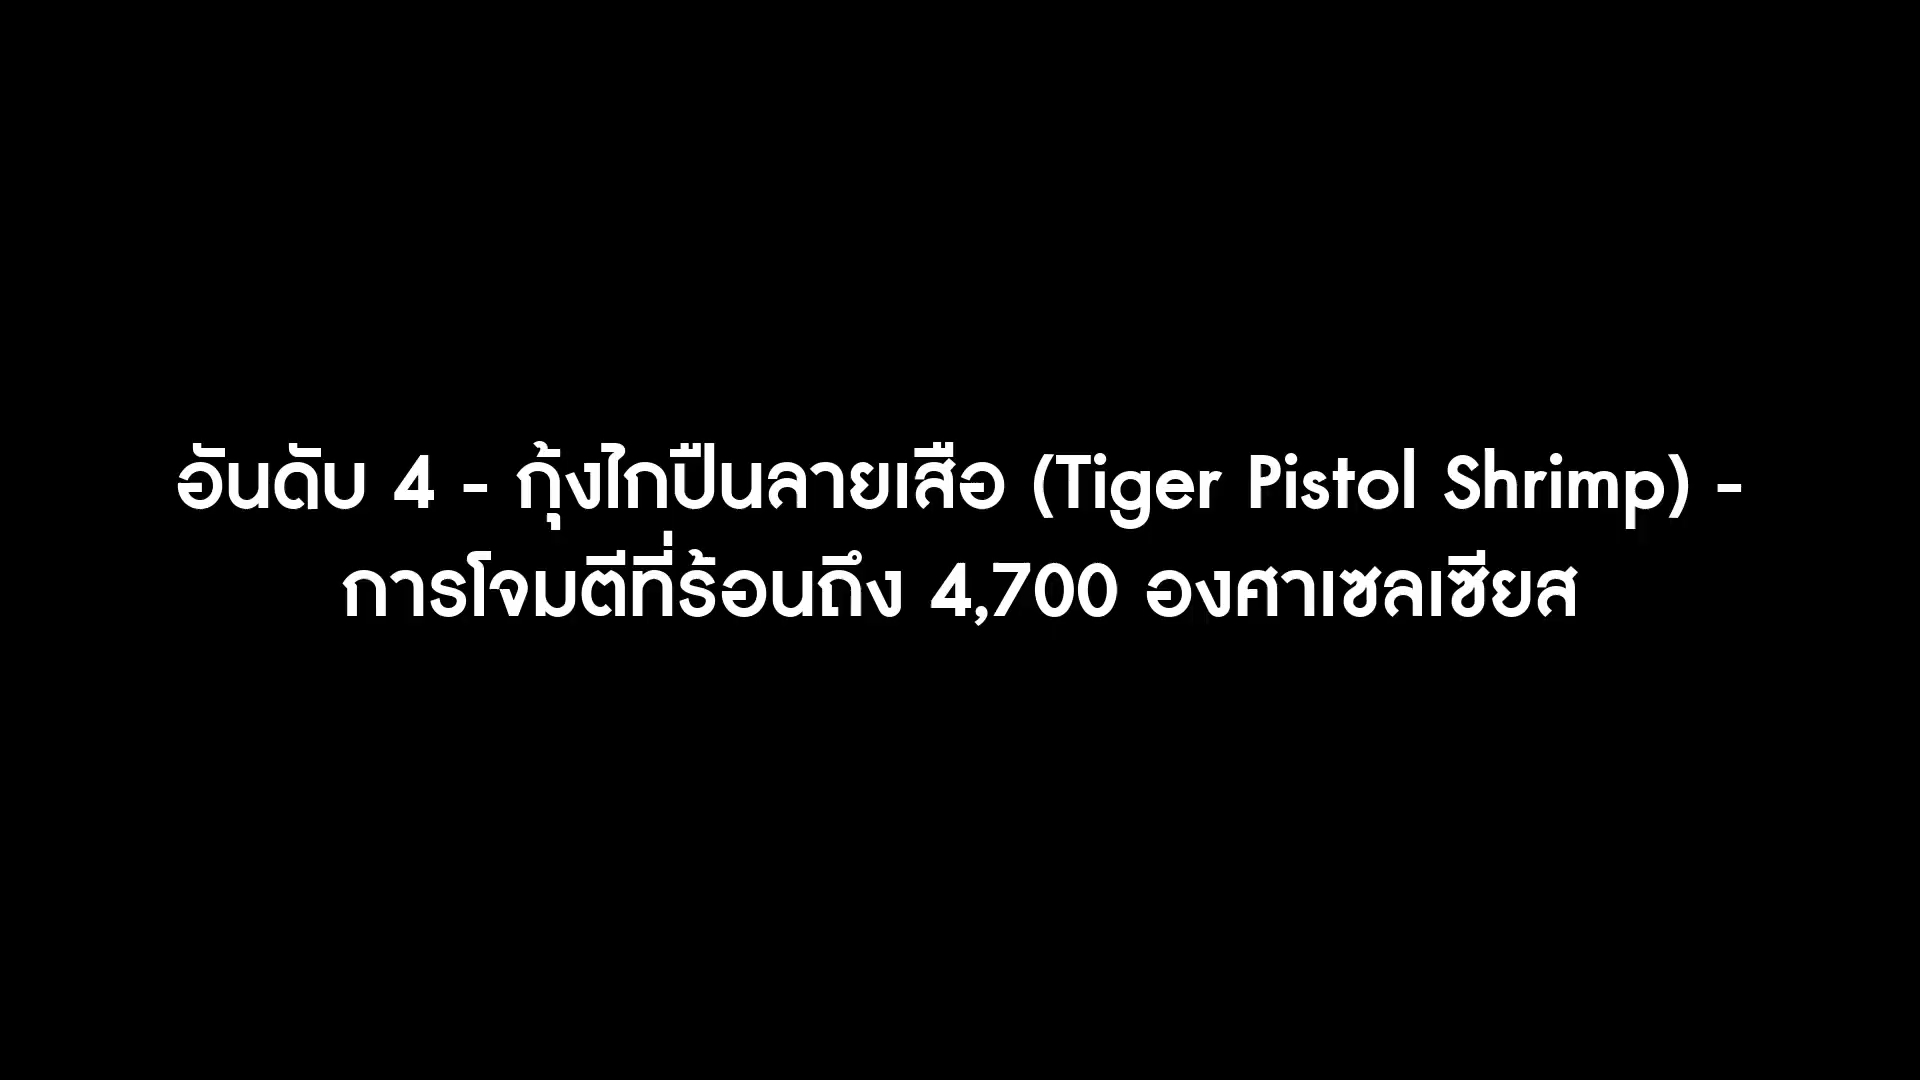 อันดับ 4 - กุ้งไกปืนลายเสือ (Tiger Pistol Shrimp) -
การโจมตีที่ร้อนถึง 4,700 องศาเซลเซียส